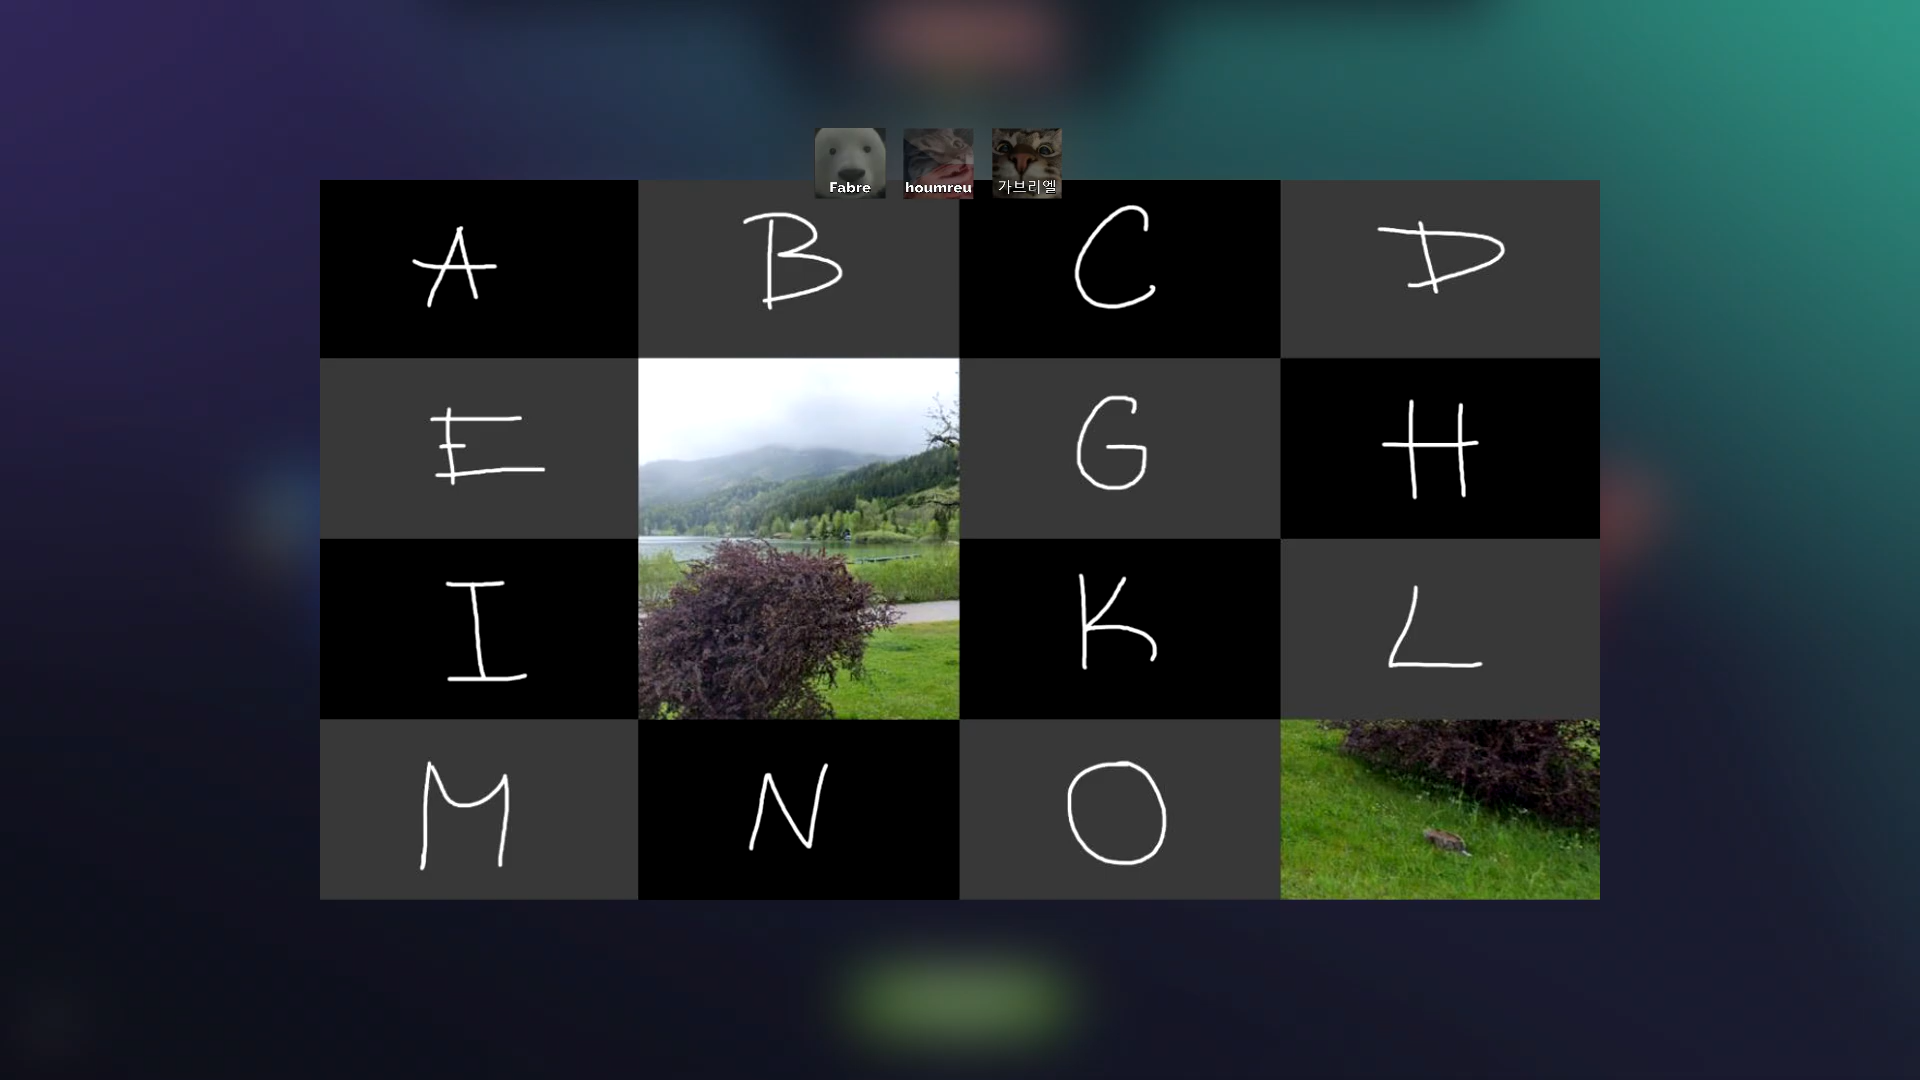 Fabre houmreu 가브리엘
A B C D
E G H
I K L
M N O